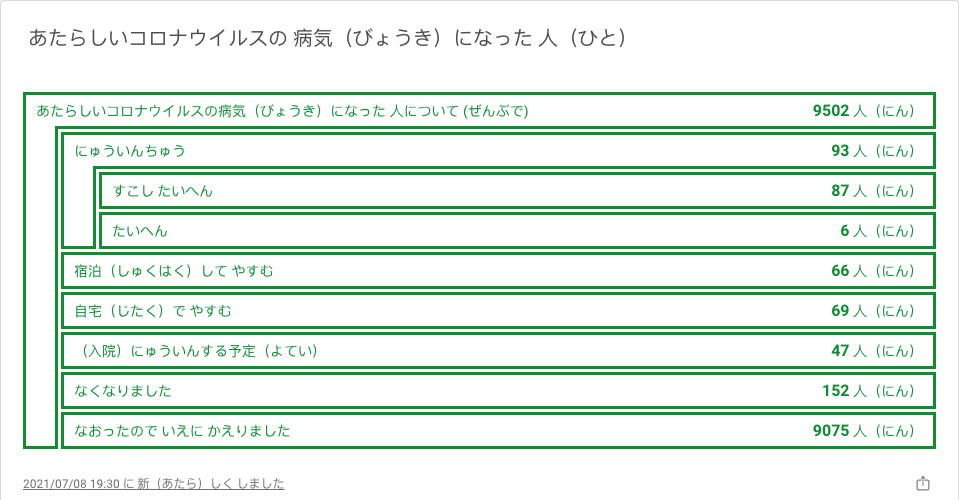 あたらしいコロナウイルスの 病気（びょうき）になった 人（ひと）
あたらしいコロナウイルスの病気（びょうき）になった 人について (ぜんぶで) 9502 人（にん）
にゅういんちゅう 93 人（にん）
すこし たいへん 87 人（にん）
たいへん 6 人（にん）
宿泊（しゅくはく）して やすむ 66 人（にん）
自宅（じたく）で やすむ 69 人（にん）
（入院）にゅういんする予定（よてい） 47 人（にん）
なくなりました 152 人（にん）
なおったので いえに かえりました 9075 人（にん）
2021/07/08 19:30 に 新（あたら）しく しました